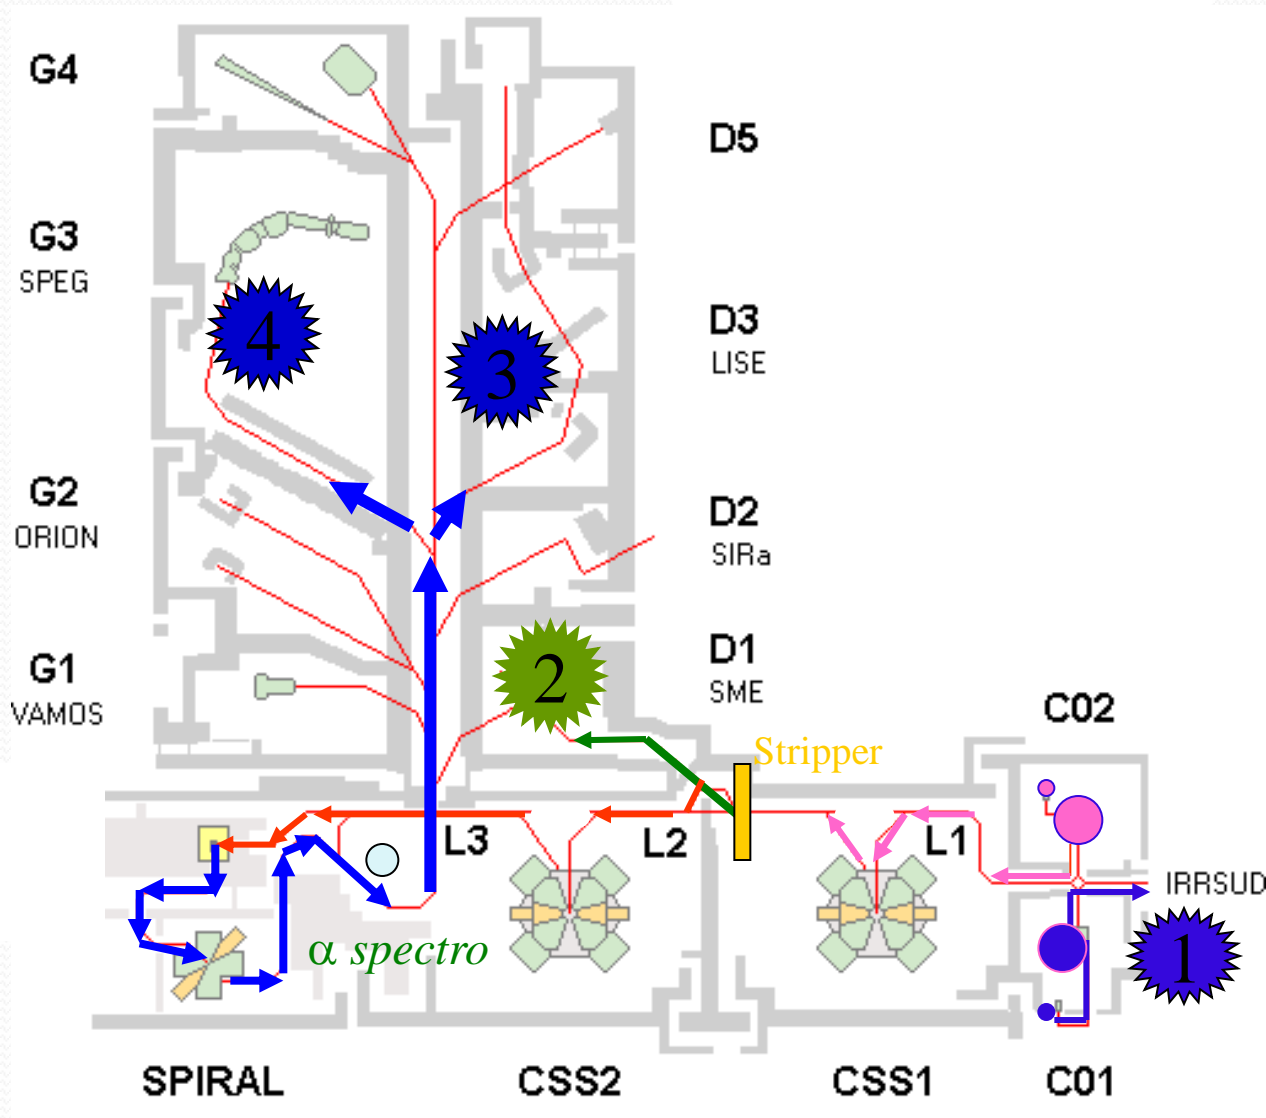 G4
D5
G3
SPEG
4
3
D3
LISE
G2
ORION
D2
SIRa
2
G1
VAMOS
D1
SME
C02
Stripper
L3
L2
L1
IRRSUD
α spectro
1
SPIRAL
CSS2
CSS1
C01